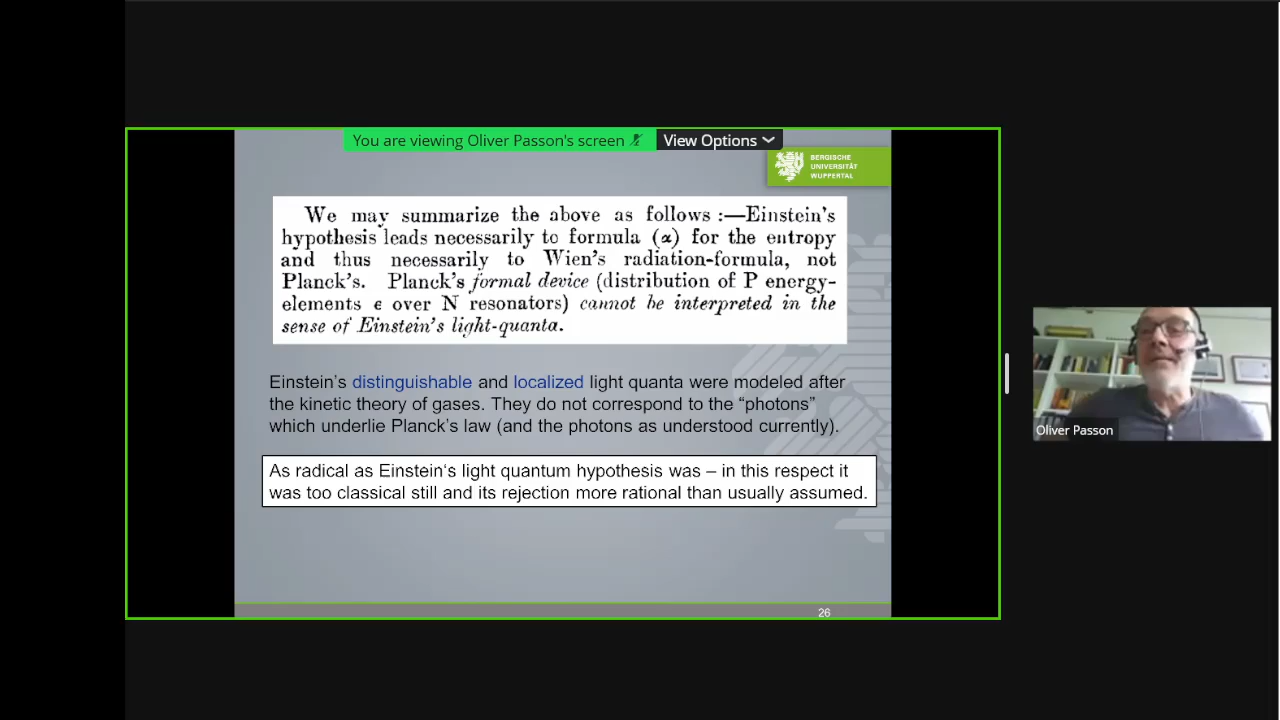 You are viewing Oliver Passon's screen
View Options
BERGISCHE
UNIVERSITÄT
WUPPERTAL
We may summarize the above as follows :—Einstein's
hypothesis leads necessarily to formula (α) for the entropy
and thus necessarily to Wien's radiation-formula, not
Planck's. Planck's formal device (distribution of P energy-
elements ϵ over N resonators) cannot be interpreted in the
sense of Einstein's light-quanta.
Einstein's distinguishable and localized light quanta were modeled after
the kinetic theory of gases. They do not correspond to the “photons”
which underlie Planck's law (and the photons as understood currently).
As radical as Einstein‘s light quantum hypothesis was – in this respect it
was too classical still and its rejection more rational than usually assumed.
26
Oliver Passon